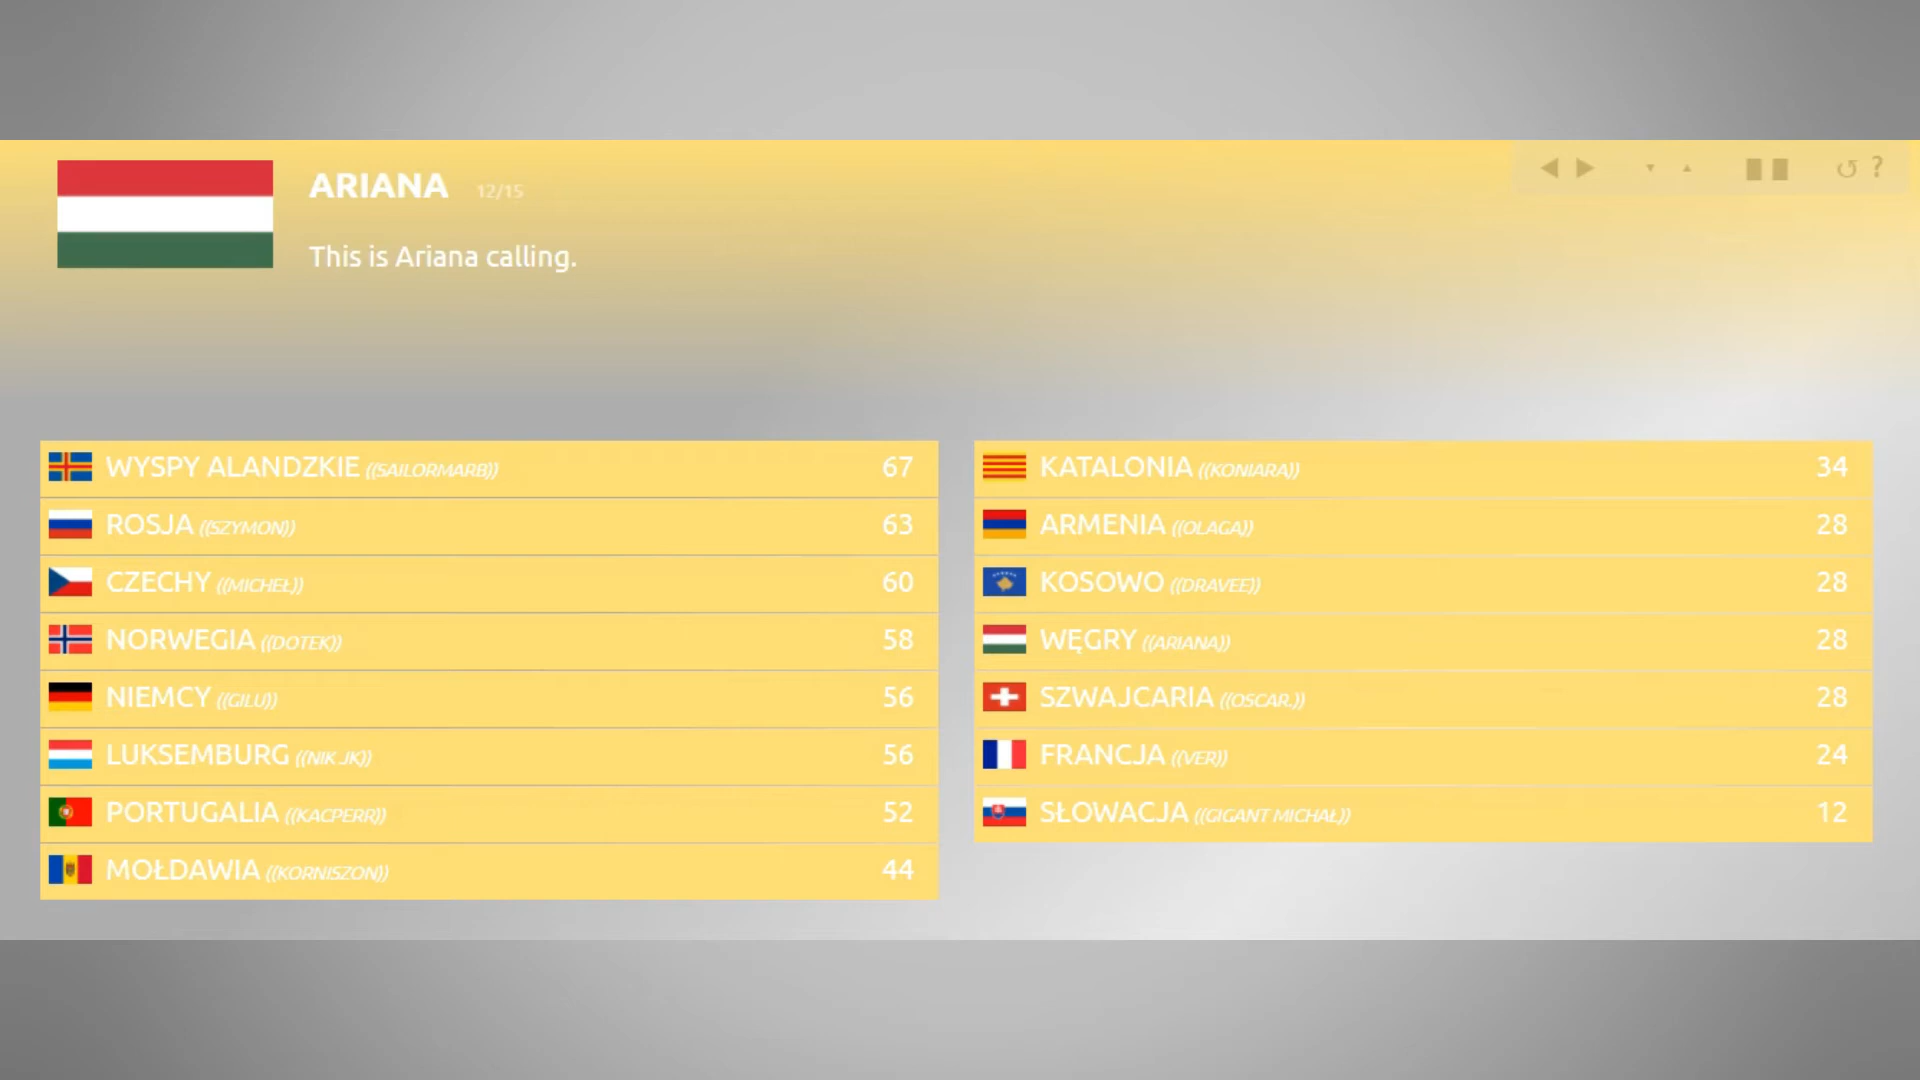 ARIANA 12/15
?
This is Ariana calling.
WYSPY ALANDZKIE ((SAILORMARB)) 67
ROSJA ((SZYMON)) 63
CZECHY ((MICHEŁ)) 60
NORWEGIA ((DOTEK)) 58
NIEMCY ((GILU)) 56
LUKSEMBURG ((NIK JK)) 56
PORTUGALIA ((KACPERR)) 52
MOŁDAWIA ((KORNISZON)) 44
KATALONIA ((KONIARA)) 34
ARMENIA ((OLAGA)) 28
KOSOWO ((DRAVEE)) 28
WĘGRY ((ARIANA)) 28
SZWAJCARIA ((OSCAR.)) 28
FRANCJA ((VER)) 24
SŁOWACJA ((GIGANT MICHAŁ)) 12